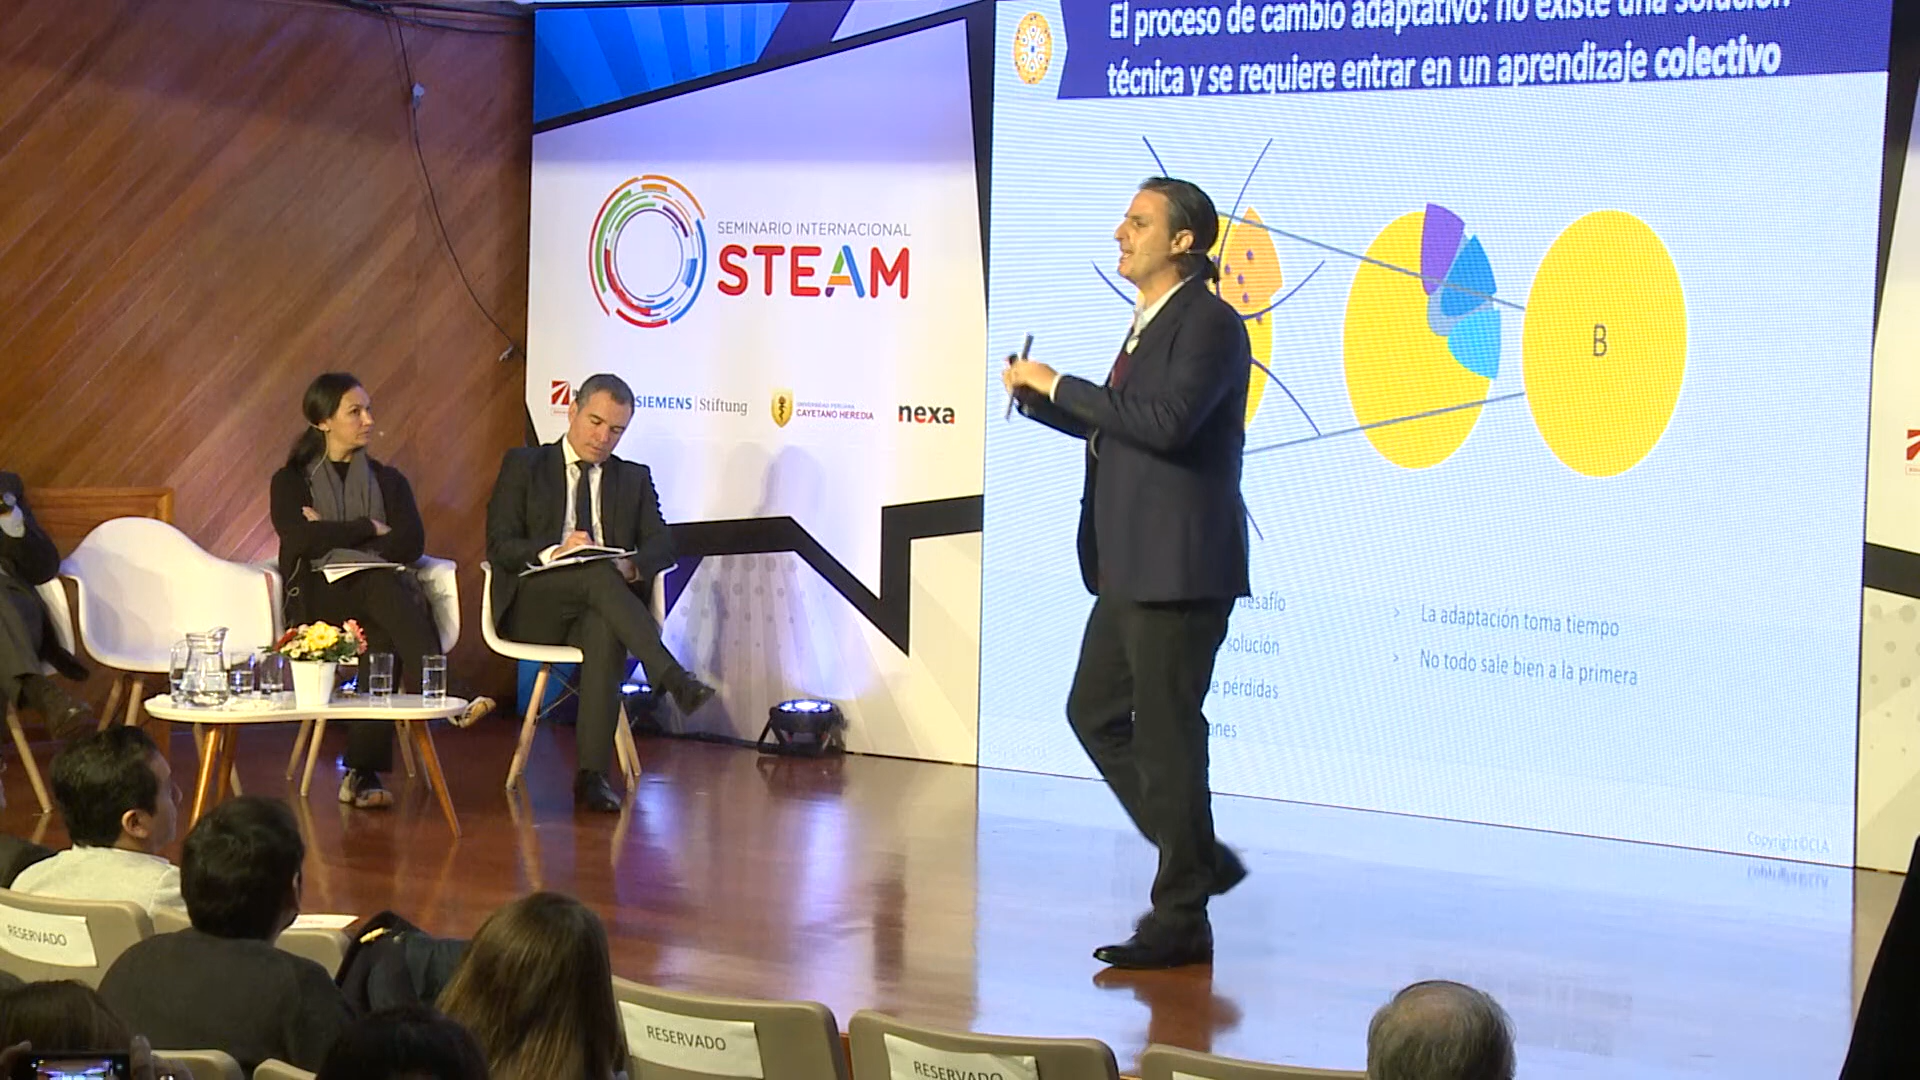 El proceso de cambio adaptativo: no existe una solución
técnica y se requiere entrar en un aprendizaje colectivo
SEMINARIO INTERNACIONAL
STEAM
SIEMENS | Stiftung
UNIVERSIDAD PERUANA
CAYETANO HEREDIA
nexa
B
desafío
solución
pérdidas
> La adaptación toma tiempo
> No todo sale bien a la primera
Copyright©CLA
RESERVADO
RESERVADO
RESERVADO